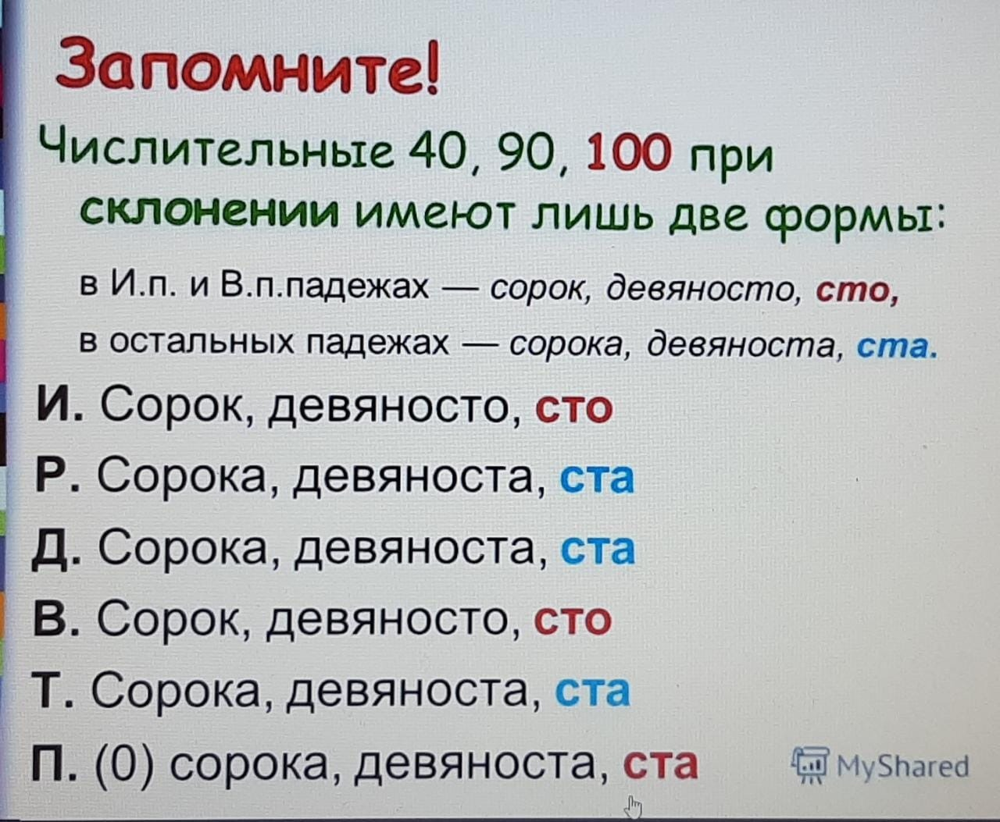 Запомните!
Числительные 40, 90, 100 при
склонении имеют лишь две формы:
в И.п. и В.п.падежах — сорок, девяносто, сто,
в остальных падежах — сорока, девяноста, ста.
И. Сорок, девяносто, сто
Р. Сорока, девяноста, ста
Д. Сорока, девяноста, ста
В. Сорок, девяносто, сто
Т. Сорока, девяноста, ста
П. (0) сорока, девяноста, ста
MyShared